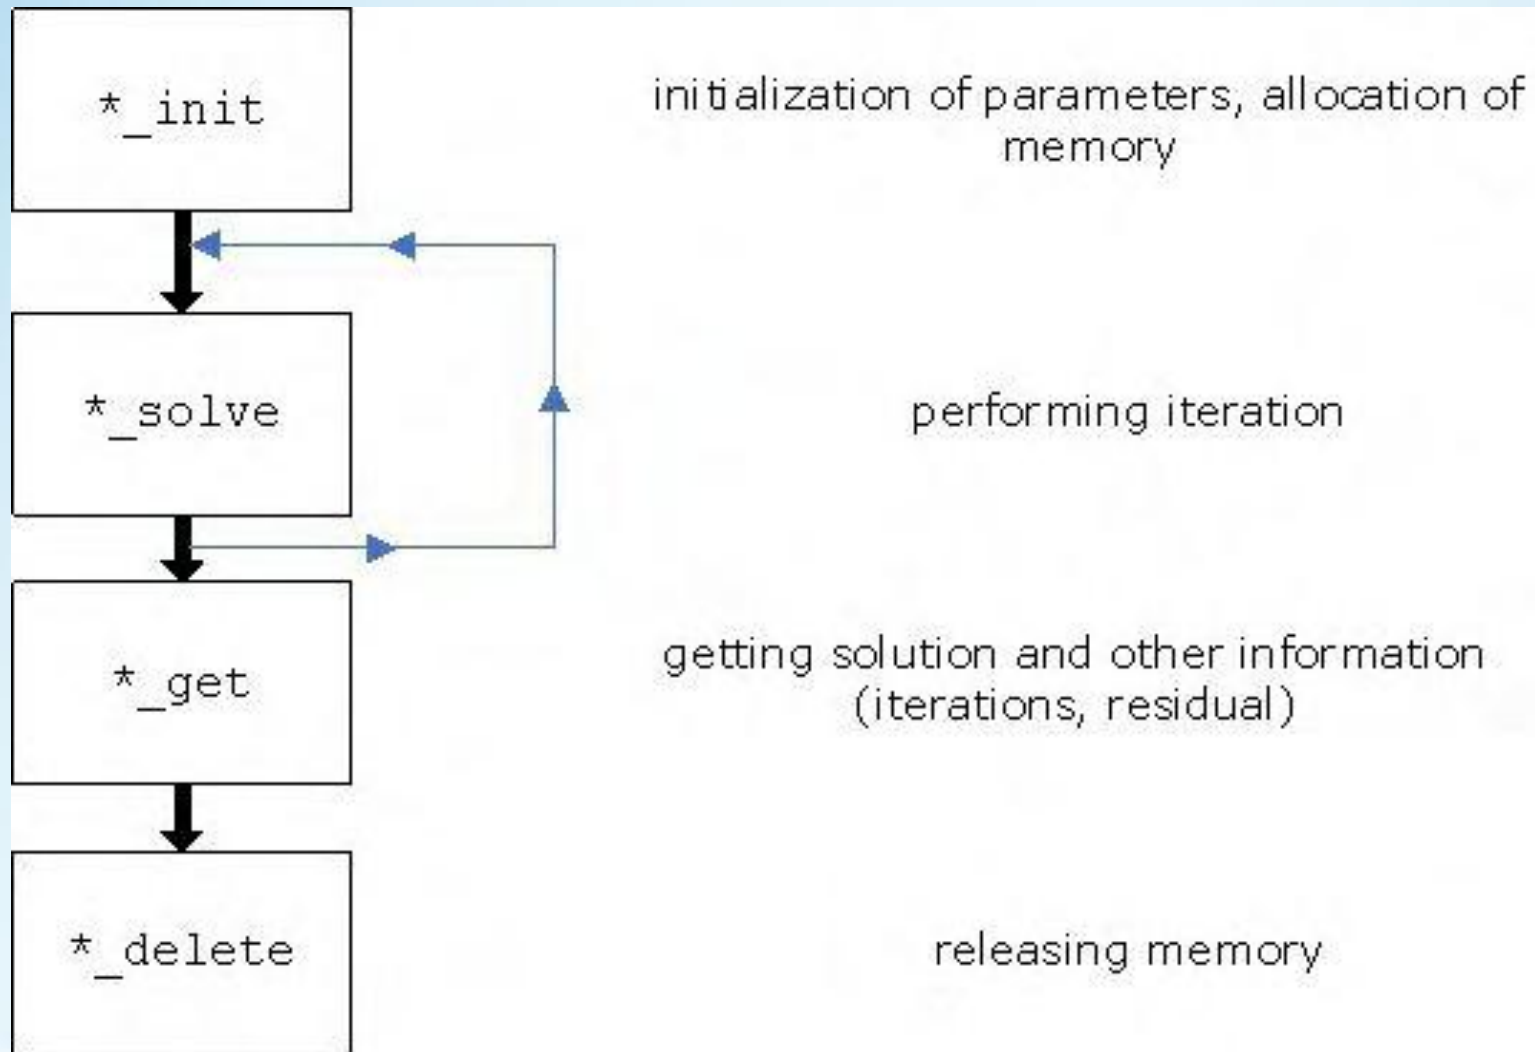 *_init
initialization of parameters, allocation of
memory
*_solve
performing iteration
*_get
getting solution and other information
(iterations, residual)
*_delete
releasing memory